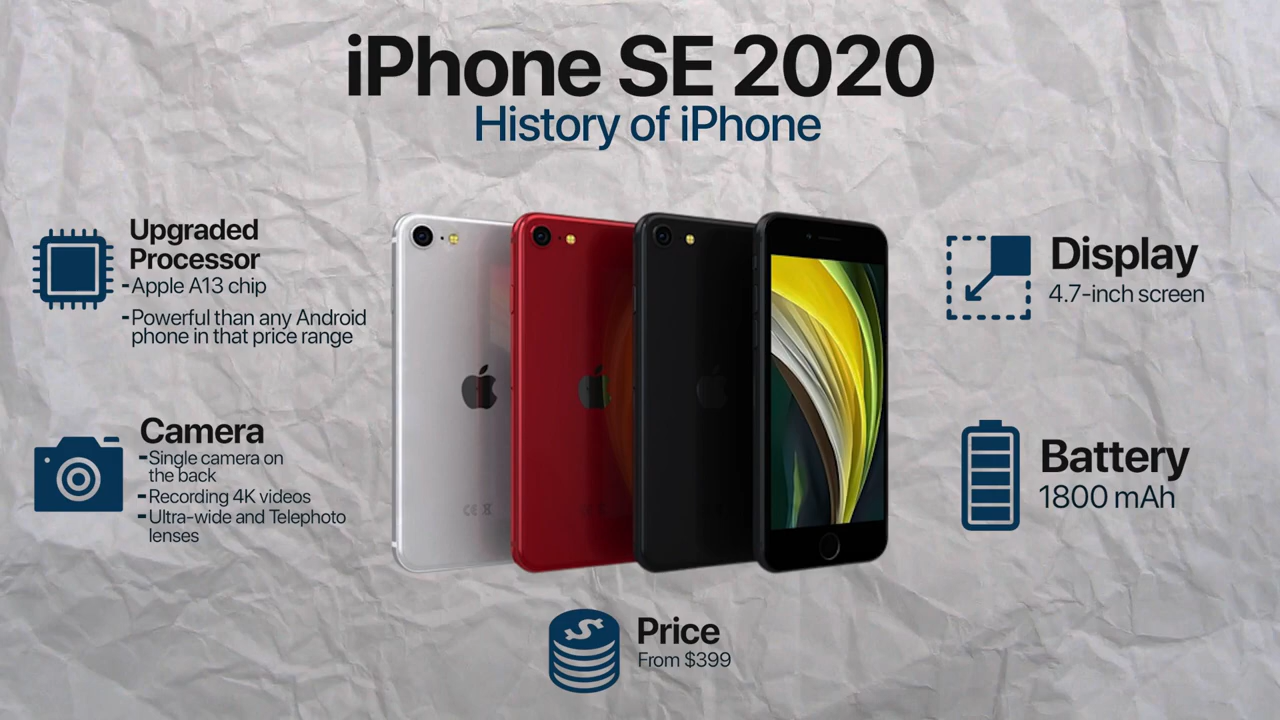 iPhone SE 2020
History of iPhone
Upgraded
Processor
-Apple A13 chip
-Powerful than any Android
phone in that price range
Camera
-Single camera on
the back
-Recording 4K videos
-Ultra-wide and Telephoto
lenses
Display
4.7-inch screen
Battery
1800 mAh
Price
From $399